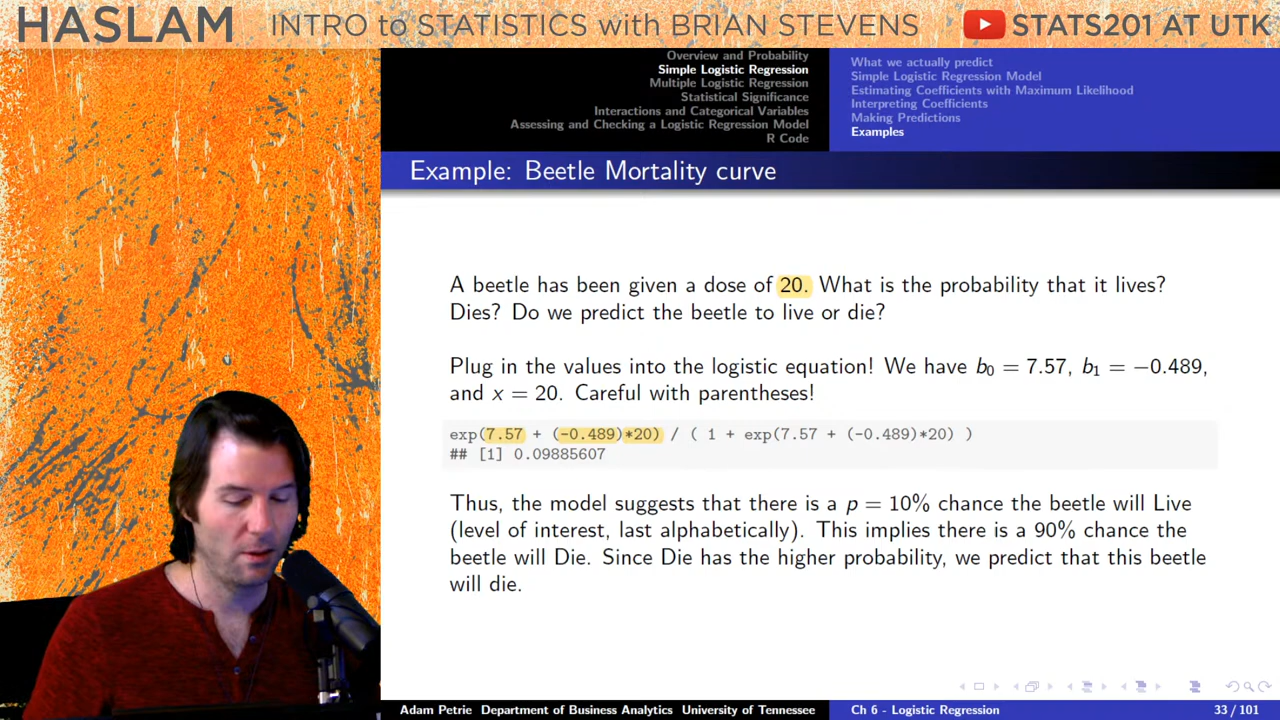 HASLAM INTRO to STATISTICS with BRIAN STEVENS STATS201 AT UTK
Overview and Probability
Simple Logistic Regression
Multiple Logistic Regression
Statistical Significance
Interactions and Categorical Variables
Assessing and Checking a Logistic Regression Model
R Code
What we actually predict
Simple Logistic Regression Model
Estimating Coefficients with Maximum Likelihood
Interpreting Coefficients
Making Predictions
Examples
Example: Beetle Mortality curve
A beetle has been given a dose of 20. What is the probability that it lives?
Dies? Do we predict the beetle to live or die?
Plug in the values into the logistic equation! We have b₀ = 7.57, b₁ = −0.489,
and x = 20. Careful with parentheses!
exp(7.57 + (-0.489)*20) / ( 1 + exp(7.57 + (-0.489)*20) )
## [1] 0.09885607
Thus, the model suggests that there is a p = 10% chance the beetle will Live
(level of interest, last alphabetically). This implies there is a 90% chance the
beetle will Die. Since Die has the higher probability, we predict that this beetle
will die.
Adam Petrie Department of Business Analytics University of Tennessee Ch 6 - Logistic Regression 33 / 101